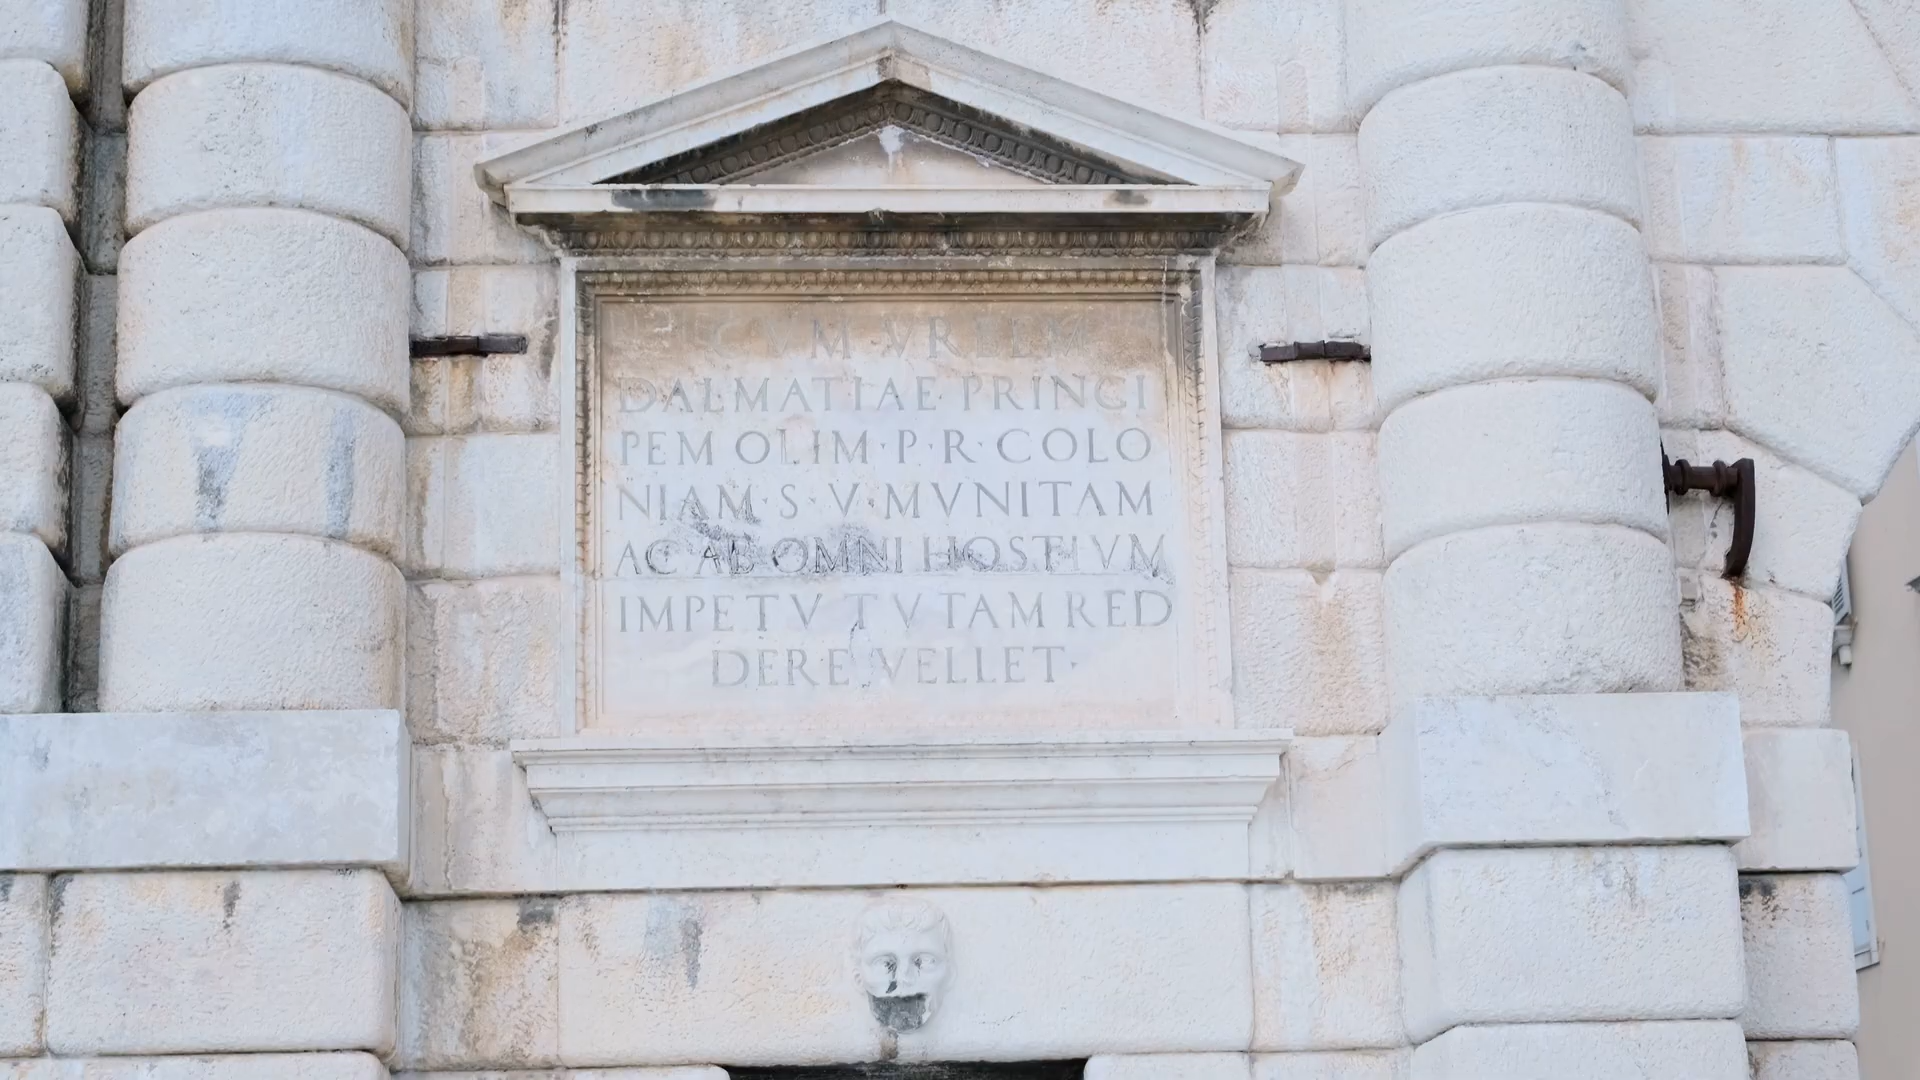 CVM VRBEM
DALMATIAE PRINCI
PEM OLIM · P · R · COLO
NIAM · S · V · MVNITAM
AC AB OMNI HOSTIVM
IMPETV TVTAM RED
DERE VELLET ·